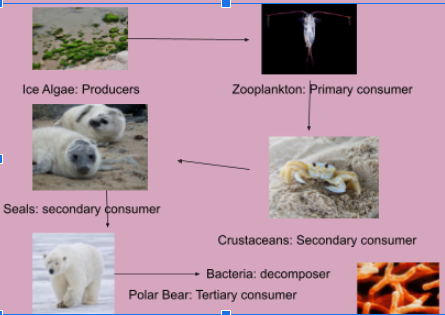 Ice Algae: Producers
Zooplankton: Primary consumer
Seals: secondary consumer
Crustaceans: Secondary consumer
Bacteria: decomposer
Polar Bear: Tertiary consumer